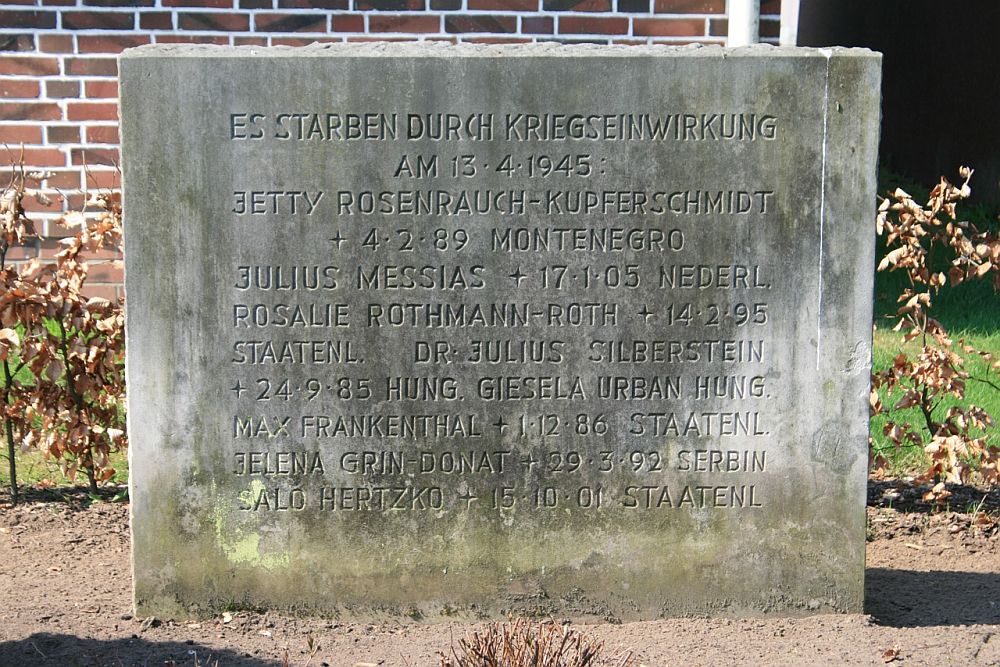 ES STARBEN DURCH KRIEGSEINWIRKUNG
AM 13·4·1945:
JETTY ROSENRAUCH-KUPFERSCHMIDT
+ 4·2·89 MONTENEGRO
JULIUS MESSIAS + 17·1·05 NEDERL.
ROSALIE ROTHMANN-ROTH + 14·2·95
STAATENL. DR·JULIUS SILBERSTEIN
+ 24·9·85 HUNG. GIESELA URBAN HUNG.
MAX FRANKENTHAL + 1·12·86 STAATENL.
JELENA GRIN-DONAT + 29·3·92 SERBIN
SALO HERTZKO + 15·10·01 STAATENL